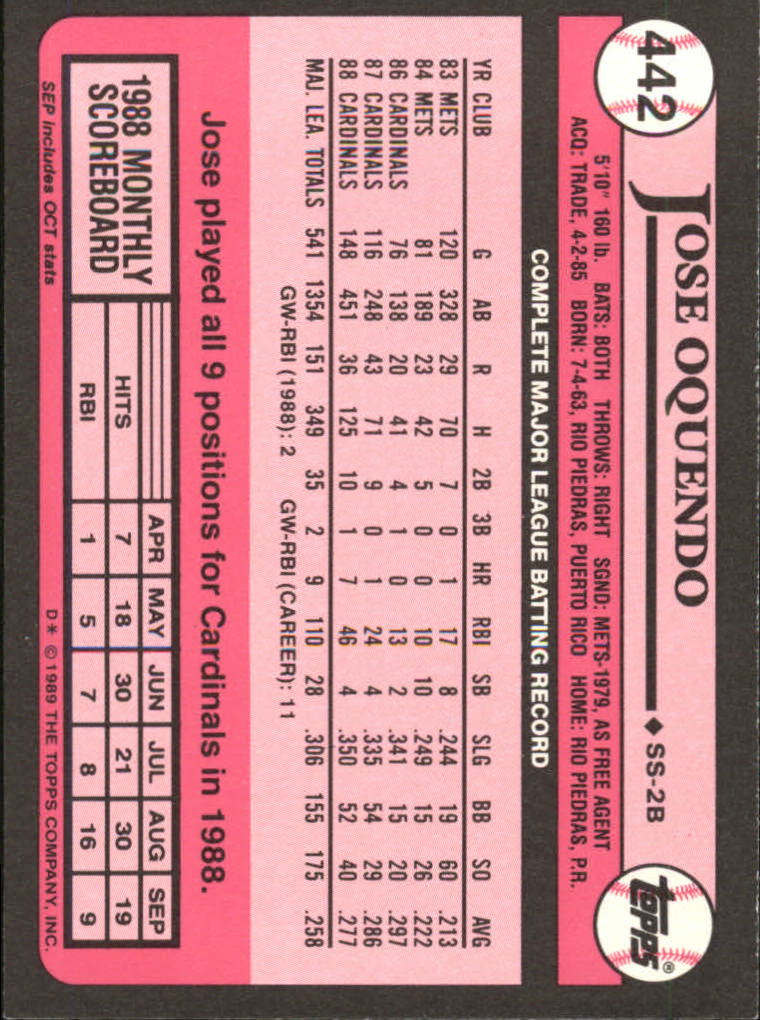 442
JOSE OQUENDO
◆ SS-2B
Topps®
5'10" 160 lb. BATS: BOTH THROWS: RIGHT SGND: METS-1979, AS FREE AGENT
ACQ: TRADE, 4-2-85 BORN: 7-4-63, RIO PIEDRAS, PUERTO RICO HOME: RIO PIEDRAS, P.R.
COMPLETE MAJOR LEAGUE BATTING RECORD
YR CLUB G AB R H 2B 3B HR RBI SB SLG BB SO AVG
83 METS 120 328 29 70 7 0 1 17 8 .244 19 60 .213
84 METS 81 189 23 42 5 0 0 10 10 .249 15 26 .222
86 CARDINALS 76 138 20 41 4 1 0 13 2 .341 15 20 .297
87 CARDINALS 116 248 43 71 9 0 1 24 4 .335 54 29 .286
88 CARDINALS 148 451 36 125 10 1 7 46 4 .350 52 40 .277
MAJ. LEA. TOTALS 541 1354 151 349 35 2 9 110 28 .306 155 175 .258
GW-RBI (1988): 2 GW-RBI (CAREER): 11
Jose played all 9 positions for Cardinals in 1988.
1988 MONTHLY
SCOREBOARD
APR MAY JUN JUL AUG SEP
HITS 7 18 30 21 30 19
RBI 1 5 7 8 16 9
SEP includes OCT stats
D* © 1989 THE TOPPS COMPANY, INC.